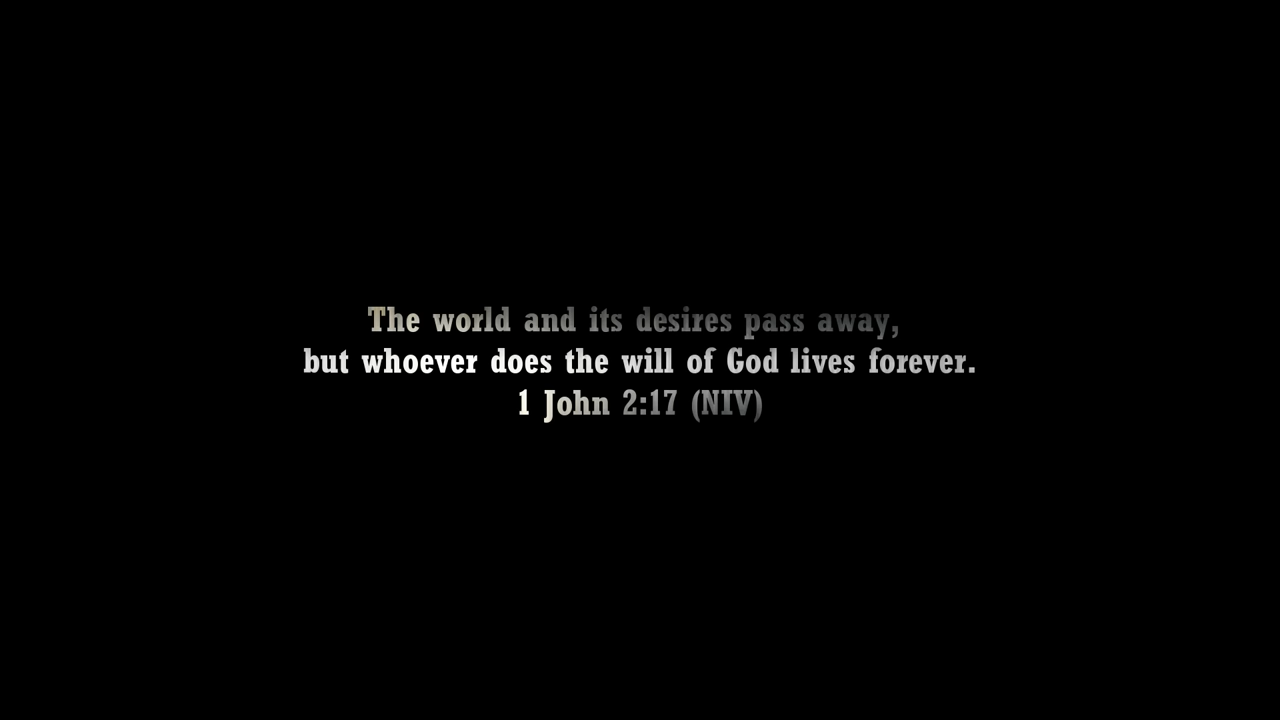 The world and its desires pass away,
but whoever does the will of God lives forever.
1 John 2:17 (NIV)